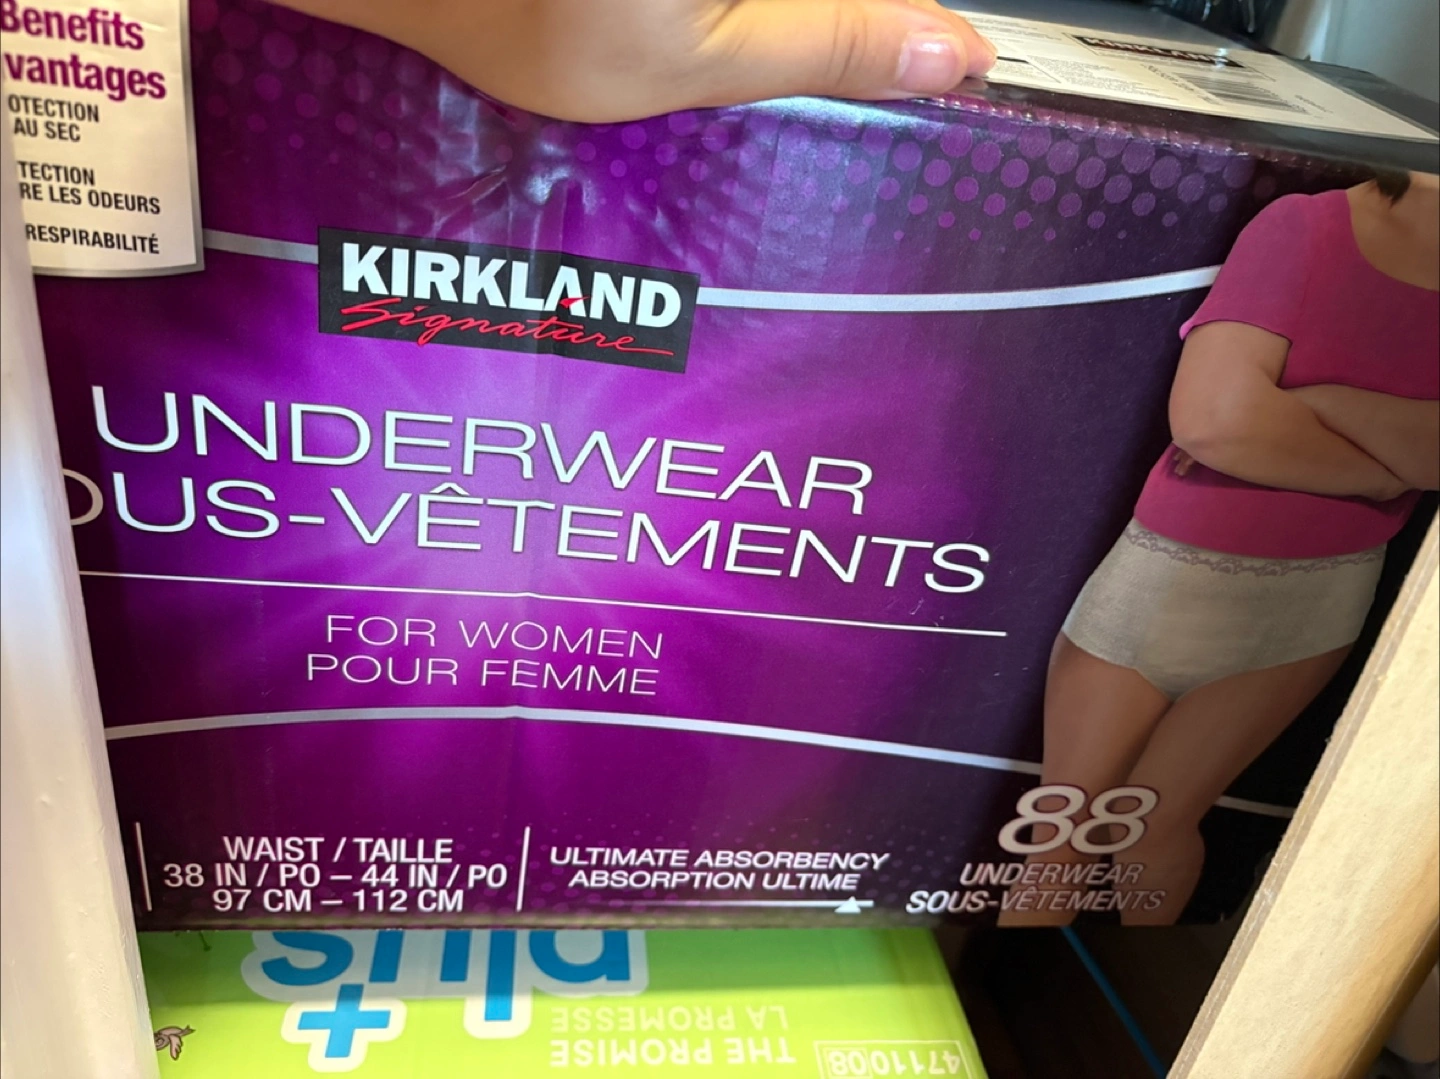 Benefits
vantages
OTECTION
AU SEC
TECTION
RE LES ODEURS
RESPIRABILITÉ
KIRKLAND
KIRKLAND
Signature
UNDERWEAR
OUS-VÊTEMENTS
FOR WOMEN
POUR FEMME
WAIST / TAILLE
38 IN / PO – 44 IN / PO
97 CM – 112 CM
ULTIMATE ABSORBENCY
ABSORPTION ULTIME
88
UNDERWEAR
SOUS-VÊTEMENTS
plus
+
THE PROMISE
LA PROMESSE
4711008